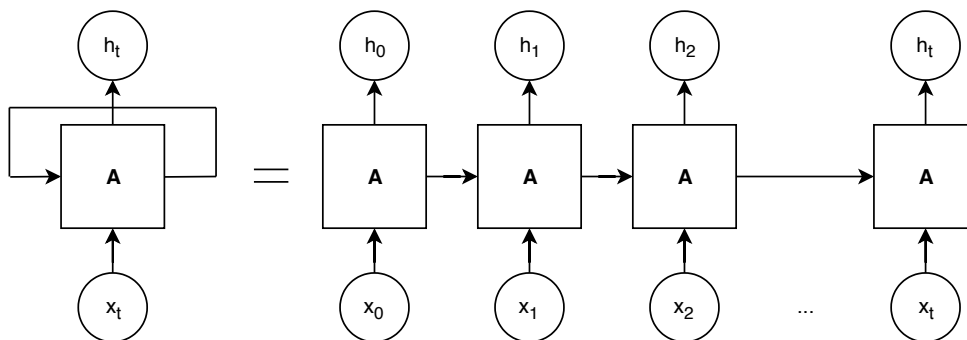 h_t h_0 h_1 h_2 h_t
A = A A A A
x_t x_0 x_1 x_2 ... x_t